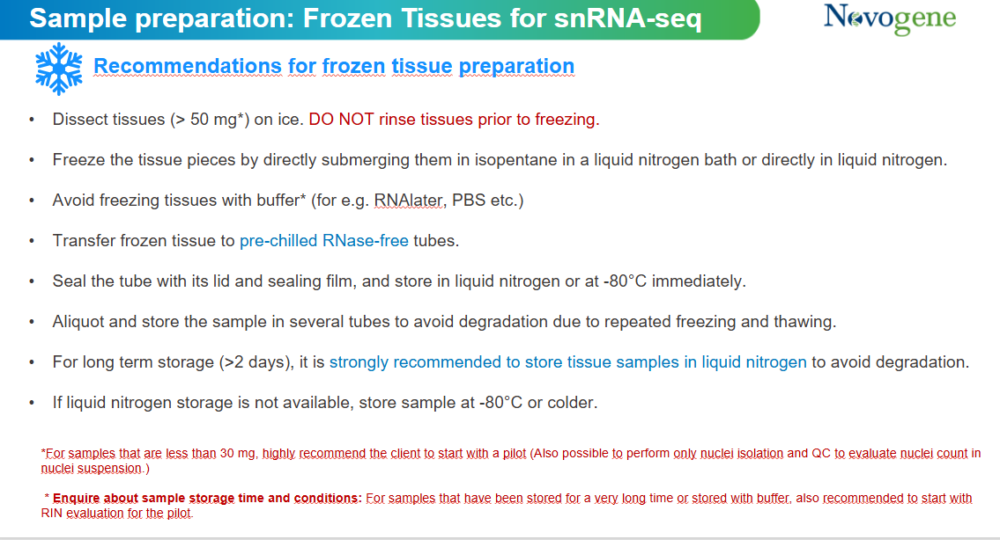 Sample preparation: Frozen Tissues for snRNA-seq
Novogene
Recommendations for frozen tissue preparation
• Dissect tissues (> 50 mg*) on ice. DO NOT rinse tissues prior to freezing.
• Freeze the tissue pieces by directly submerging them in isopentane in a liquid nitrogen bath or directly in liquid nitrogen.
• Avoid freezing tissues with buffer* (for e.g. RNAlater, PBS etc.)
• Transfer frozen tissue to pre-chilled RNase-free tubes.
• Seal the tube with its lid and sealing film, and store in liquid nitrogen or at -80°C immediately.
• Aliquot and store the sample in several tubes to avoid degradation due to repeated freezing and thawing.
• For long term storage (>2 days), it is strongly recommended to store tissue samples in liquid nitrogen to avoid degradation.
• If liquid nitrogen storage is not available, store sample at -80°C or colder.
*For samples that are less than 30 mg, highly recommend the client to start with a pilot (Also possible to perform only nuclei isolation and QC to evaluate nuclei count in
nuclei suspension.)
* Enquire about sample storage time and conditions: For samples that have been stored for a very long time or stored with buffer, also recommended to start with
RIN evaluation for the pilot.